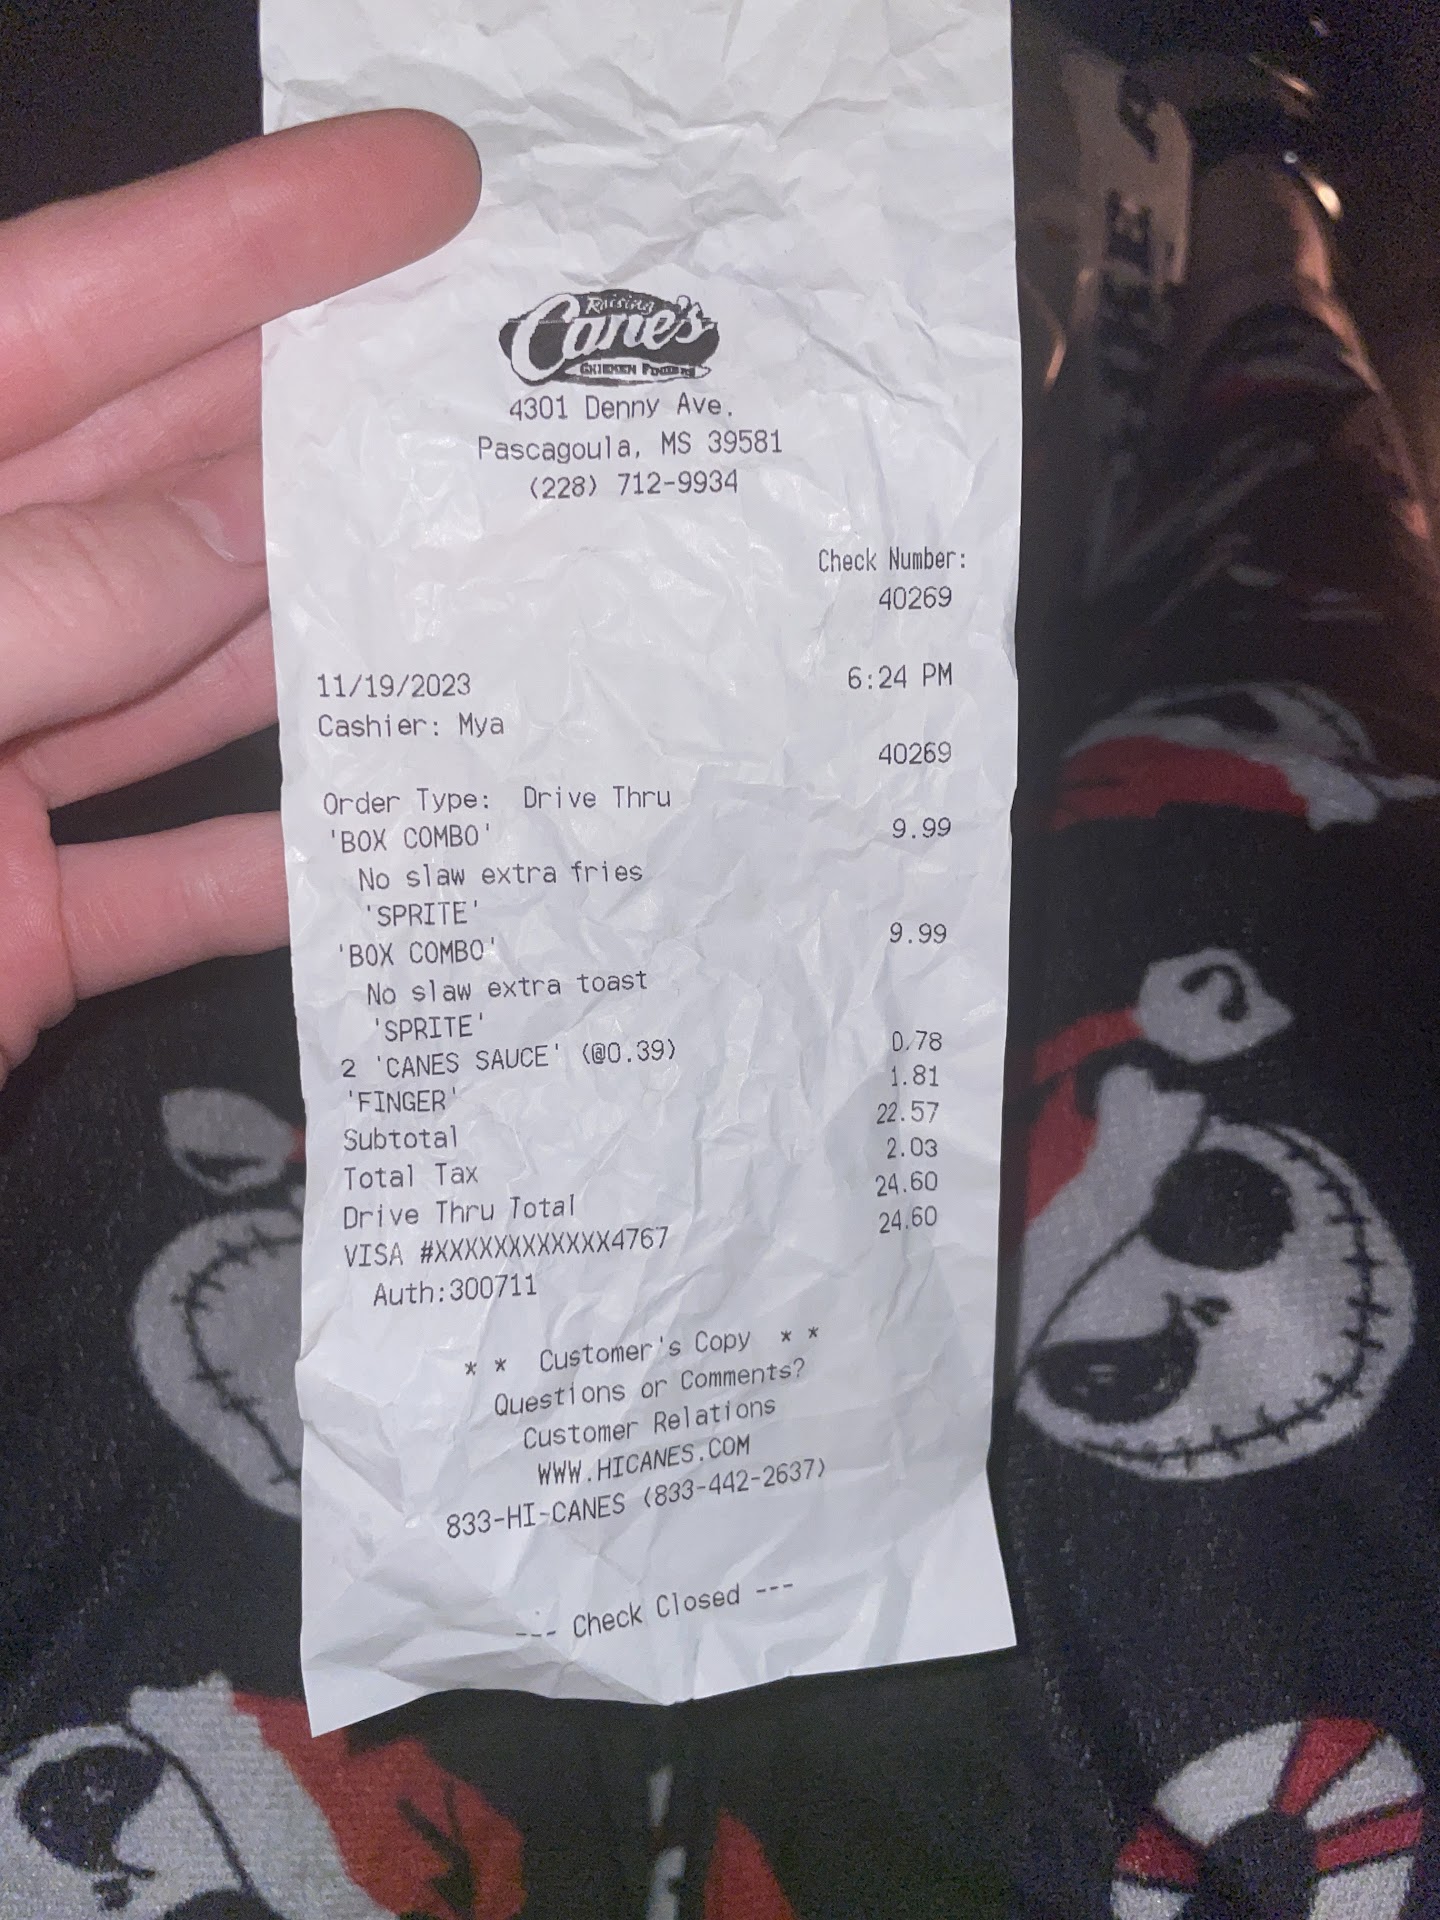 Raising
Cane's
CHICKEN FINGERS
4301 Denny Ave.
Pascagoula, MS 39581
(228) 712-9934
Check Number:
40269
11/19/2023 6:24 PM
Cashier: Mya
40269
Order Type: Drive Thru
'BOX COMBO' 9.99
No slaw extra fries
'SPRITE'
'BOX COMBO' 9.99
No slaw extra toast
'SPRITE'
2 'CANES SAUCE' (@0.39) 0.78
'FINGER' 1.81
Subtotal 22.57
Total Tax 2.03
Drive Thru Total 24.60
VISA #XXXXXXXXXXXX4767 24.60
Auth:300711
* * Customer's Copy * *
Questions or Comments?
Customer Relations
WWW.HICANES.COM
833-HI-CANES (833-442-2637)
--- Check Closed ---